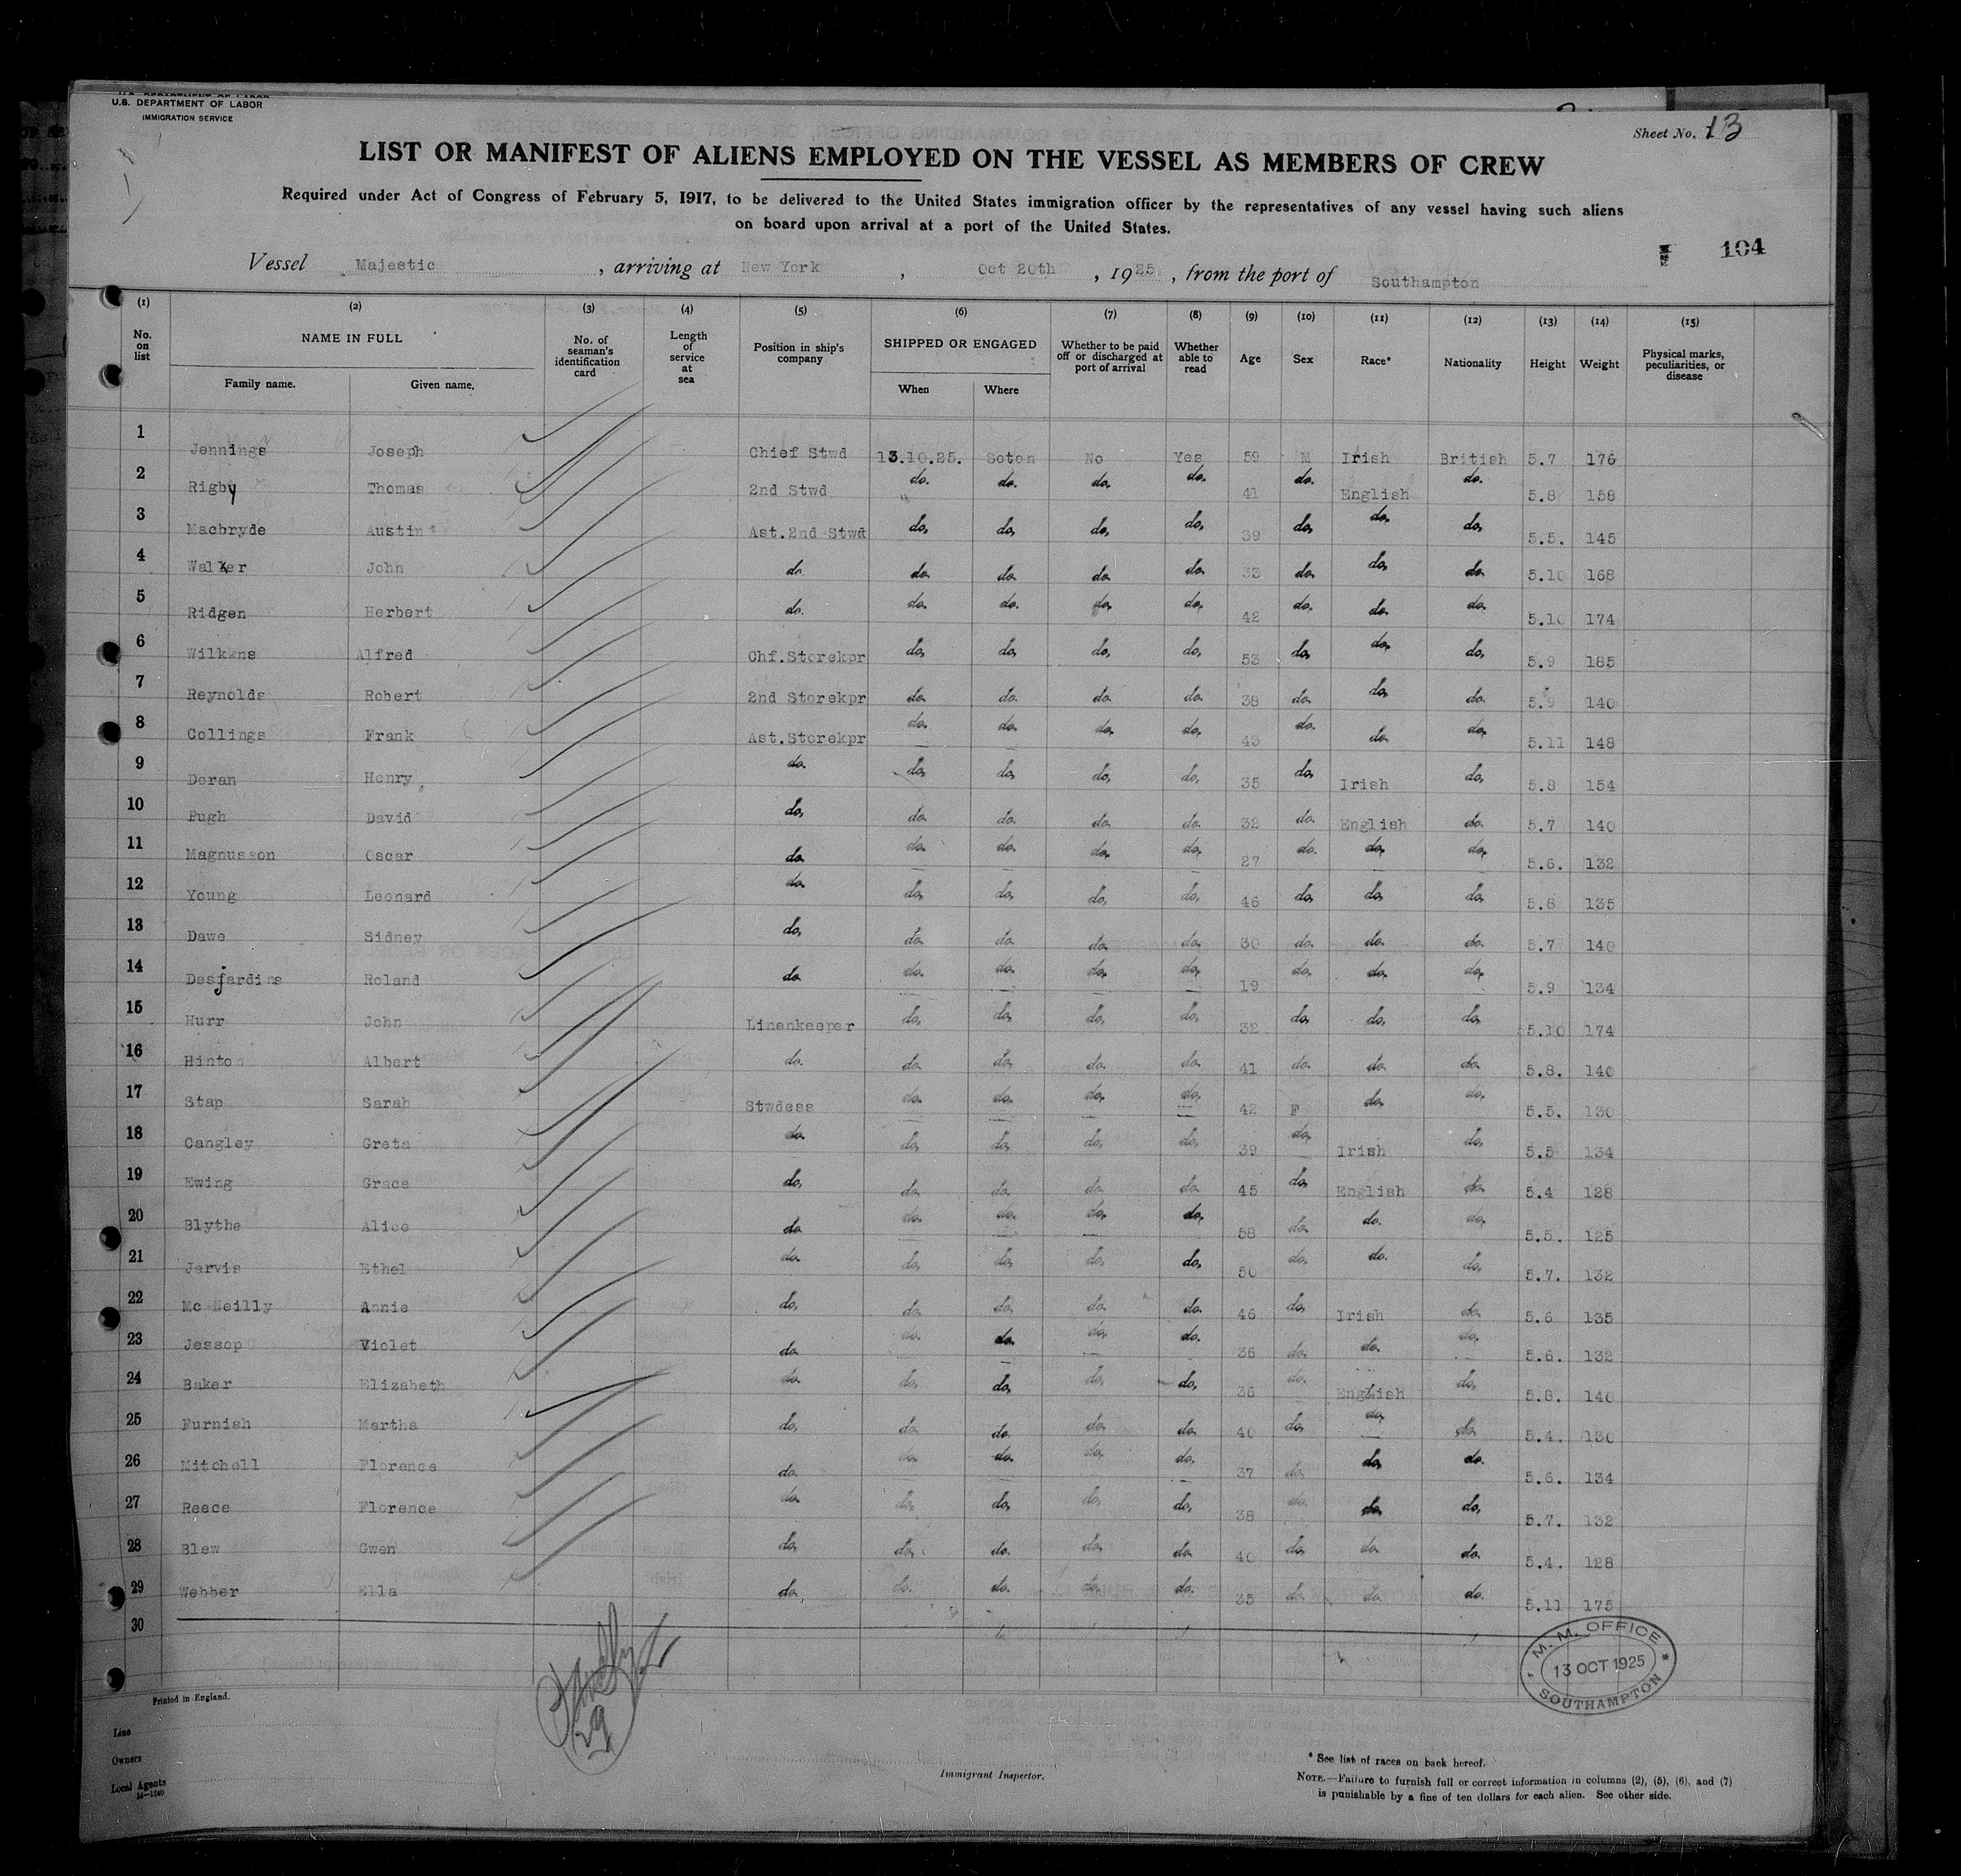 U.S. DEPARTMENT OF LABOR
IMMIGRATION SERVICE
Sheet No. 13
LIST OR MANIFEST OF ALIENS EMPLOYED ON THE VESSEL AS MEMBERS OF CREW
Required under Act of Congress of February 5, 1917, to be delivered to the United States immigration officer by the representatives of any vessel having such aliens
on board upon arrival at a port of the United States.
104
Vessel Majestic, arriving at New York, Oct 20th, 1925, from the port of Southampton
(1) (2) (3) (4) (5) (6) (7) (8) (9) (10) (11) (12) (13) (14) (15)
No. on list NAME IN FULL Family name. Given name. No. of seaman's identification card Length of service at sea Position in ship's company SHIPPED OR ENGAGED When Where Whether to be paid off or discharged at port of arrival Whether able to read Age Sex Race* Nationality Height Weight Physical marks, peculiarities, or disease
1 Jennings Joseph Chief Stwd 13.10.25. Soton No Yes 59 M Irish British 5.7 176
2 Rigby Thomas 2nd Stwd do. do. do. do. 41 do. English do. 5.8 158
3 Macbryde Austin Ast.2nd Stwd do. do. do. do. 39 do. do. do. 5.5. 145
4 Walker John do. do. do. do. do. 33 do. do. do. 5.10 168
5 Ridgen Herbert do. do. do. do. do. 42 do. do. do. 5.10 174
6 Wilkins Alfred Chf.Storekpr do. do. do. do. 53 do. do. do. 5.9 185
7 Reynolds Robert 2nd Storekpr do. do. do. do. 38 do. do. do. 5.9 140
8 Collings Frank Ast.Storekpr do. do. do. do. 43 do. do. do. 5.11 148
9 Doran Henry do. do. do. do. do. 35 do. Irish do. 5.8 154
10 Pugh David do. do. do. do. do. 32 do. English do. 5.7 140
11 Magnusson Oscar do. do. do. do. do. 27 do. do. do. 5.6. 132
12 Young Leonard do. do. do. do. do. 46 do. do. do. 5.8 135
13 Dawe Sidney do. do. do. do. do. 30 do. do. do. 5.7 140
14 Desjardins Roland do. do. do. do. do. 19 do. do. do. 5.9 134
15 Hurr John Linenkeeper do. do. do. do. 32 do. do. do. 5.10 174
16 Hinton Albert do. do. do. do. do. 41 do. do. do. 5.8. 140
17 Stap Sarah Stwdess do. do. do. do. 42 F do. do. 5.5. 130
18 Cangley Greta do. do. do. do. do. 39 do. Irish do. 5.5 134
19 Ewing Grace do. do. do. do. do. 45 do. English do. 5.4 128
20 Blythe Alice do. do. do. do. do. 58 do. do. do. 5.5. 125
21 Jarvis Ethel do. do. do. do. do. 50 do. do. do. 5.7. 132
22 Mc Neilly Annie do. do. do. do. do. 46 do. Irish do. 5.6 135
23 Jessop Violet do. do. do. do. do. 36 do. do. do. 5.6. 132
24 Baker Elizabeth do. do. do. do. do. 36 do. English do. 5.8. 140
25 Furnish Martha do. do. do. do. do. 40 do. do. do. 5.4. 130
26 Mitchell Florence do. do. do. do. do. 37 do. do. do. 5.6. 134
27 Reece Florence do. do. do. do. do. 38 do. do. do. 5.7. 132
28 Blew Gwen do. do. do. do. do. 40 do. do. do. 5.4. 128
29 Webber Ella do. do. do. do. do. 35 do. do. do. 5.11 175
30
29
M. M. OFFICE
13 OCT 1925
SOUTHAMPTON
Printed in England.
Line
Owners
Local Agents
Immigrant Inspector.
* See list of races on back hereof.
NOTE.—Failure to furnish full or correct information in columns (2), (5), (6), and (7)
is punishable by a fine of ten dollars for each alien. See other side.